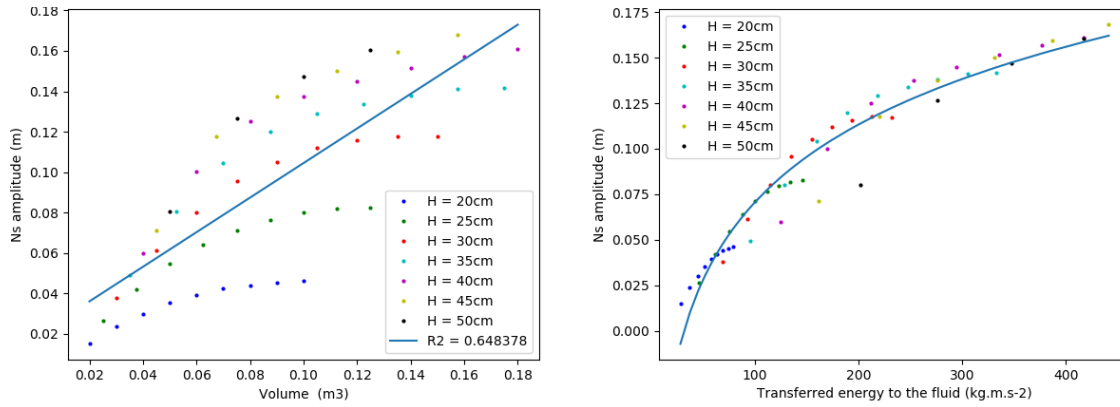 0.18
0.16
0.14
0.12
0.10
0.08
0.06
0.04
0.02
Ns amplitude (m)
H = 20cm
H = 25cm
H = 30cm
H = 35cm
H = 40cm
H = 45cm
H = 50cm
R2 = 0.648378
0.02 0.04 0.06 0.08 0.10 0.12 0.14 0.16 0.18
Volume (m3)
0.175
0.150
0.125
0.100
0.075
0.050
0.025
0.000
Ns amplitude (m)
H = 20cm
H = 25cm
H = 30cm
H = 35cm
H = 40cm
H = 45cm
H = 50cm
100 200 300 400
Transferred energy to the fluid (kg.m.s-2)